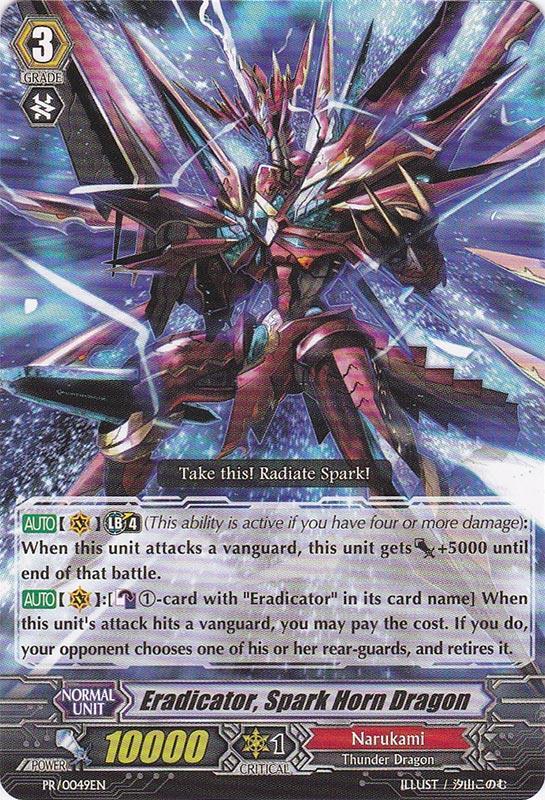 3
GRADE
Take this! Radiate Spark!
AUTO【 】LB4(This ability is active if you have four or more damage):
When this unit attacks a vanguard, this unit gets +5000 until
end of that battle.
AUTO【 】:[ ①-card with "Eradicator" in its card name] When
this unit's attack hits a vanguard, you may pay the cost. If you do,
your opponent chooses one of his or her rear-guards, and retires it.
NORMAL
UNIT
Eradicator, Spark Horn Dragon
POWER
10000
1
CRITICAL
Narukami
Thunder Dragon
PR/0049EN
ILLUST / 汐山このむ